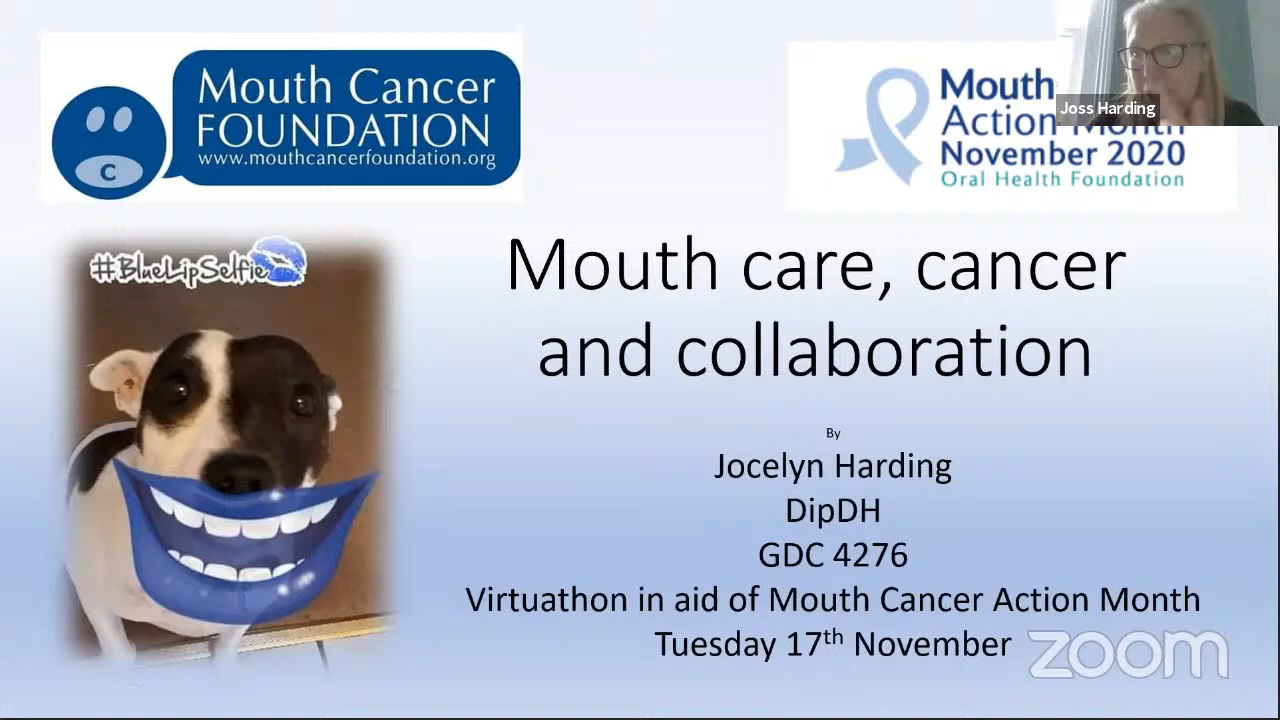 Mouth Cancer
FOUNDATION
www.mouthcancerfoundation.org
C
Mouth
Action Month
November 2020
Oral Health Foundation
Joss Harding
#BlueLipSelfie
Mouth care, cancer
and collaboration
By
Jocelyn Harding
DipDH
GDC 4276
Virtuathon in aid of Mouth Cancer Action Month
Tuesday 17th November
zoom